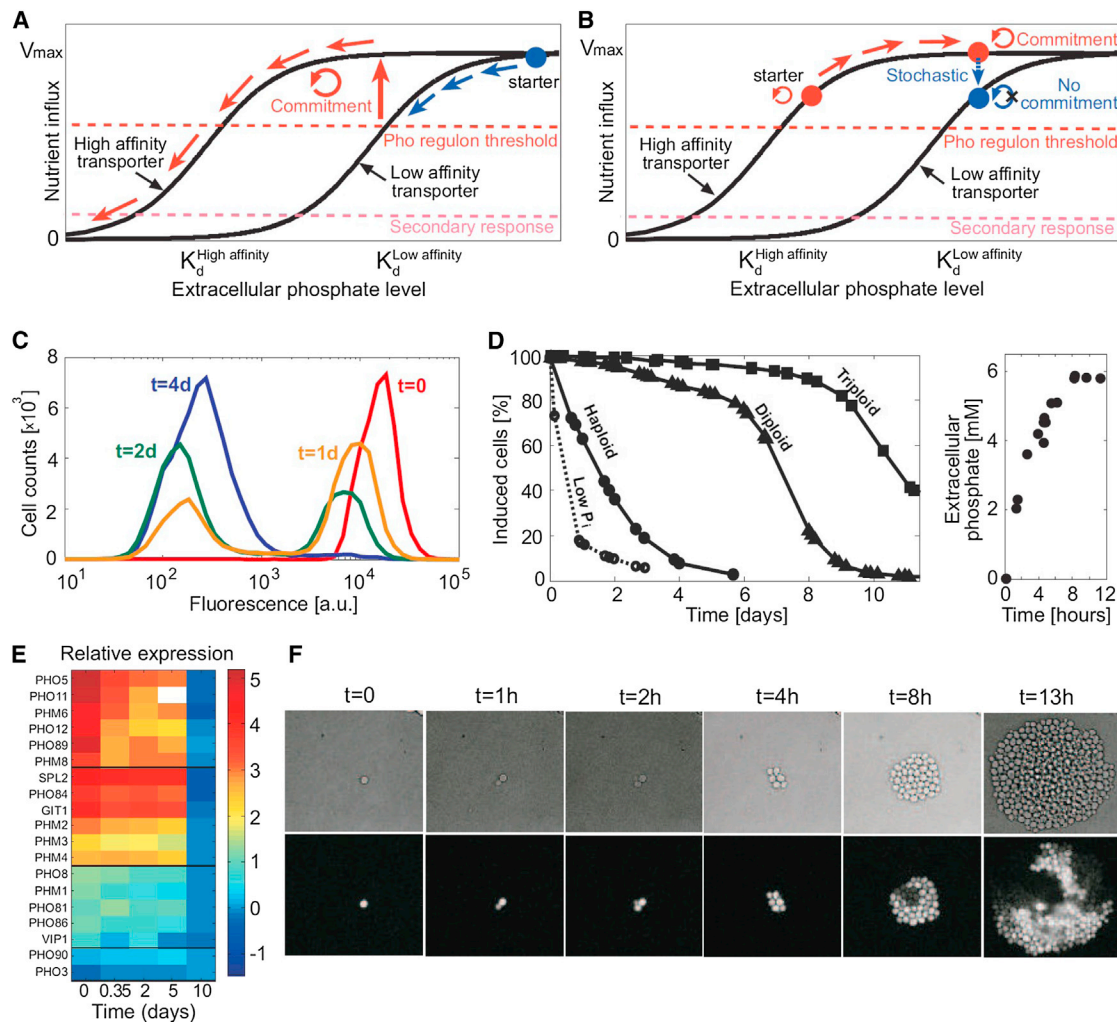 A
Vmax
Nutrient influx
0
starter
Commitment
Pho regulon threshold
High affinity
transporter
Low affinity
transporter
Secondary response
K_d^High affinity
K_d^Low affinity
Extracellular phosphate level
B
Vmax
Nutrient influx
0
starter
Commitment
Stochastic
No
commitment
Pho regulon threshold
High affinity
transporter
Low affinity
transporter
Secondary response
K_d^High affinity
K_d^Low affinity
Extracellular phosphate level
C
Cell counts [x10^3]
8
6
4
2
0
t=4d
t=0
t=2d
t=1d
10^1 10^2 10^3 10^4 10^5
Fluorescence [a.u.]
D
Induced cells [%]
100
80
60
40
20
0
Haploid
Low P_i
Diploid
Triploid
0 2 4 6 8 10
Time [days]
Extracellular
phosphate [mM]
6
4
2
0
0 4 8 12
Time [hours]
E
Relative expression
PHO5
PHO11
PHM6
PHO12
PHO89
PHM8
SPL2
PHO84
GIT1
PHM2
PHM3
PHM4
PHO8
PHM1
PHO81
PHO86
VIP1
PHO90
PHO3
0 0.35 2 5 10
Time (days)
5
4
3
2
1
0
-1
F
t=0 t=1h t=2h t=4h t=8h t=13h